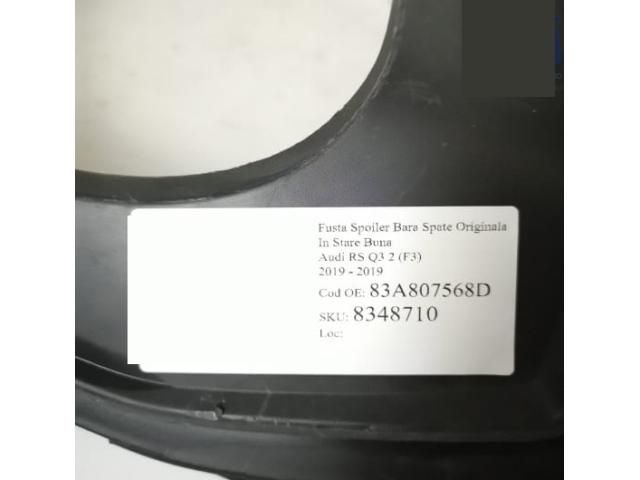 Fusta Spoiler Bara Spate Originala
In Stare Buna
Audi RS Q3 2 (F3)
2019 - 2019
Cod OE: 83A807568D
SKU: 8348710
Loc: